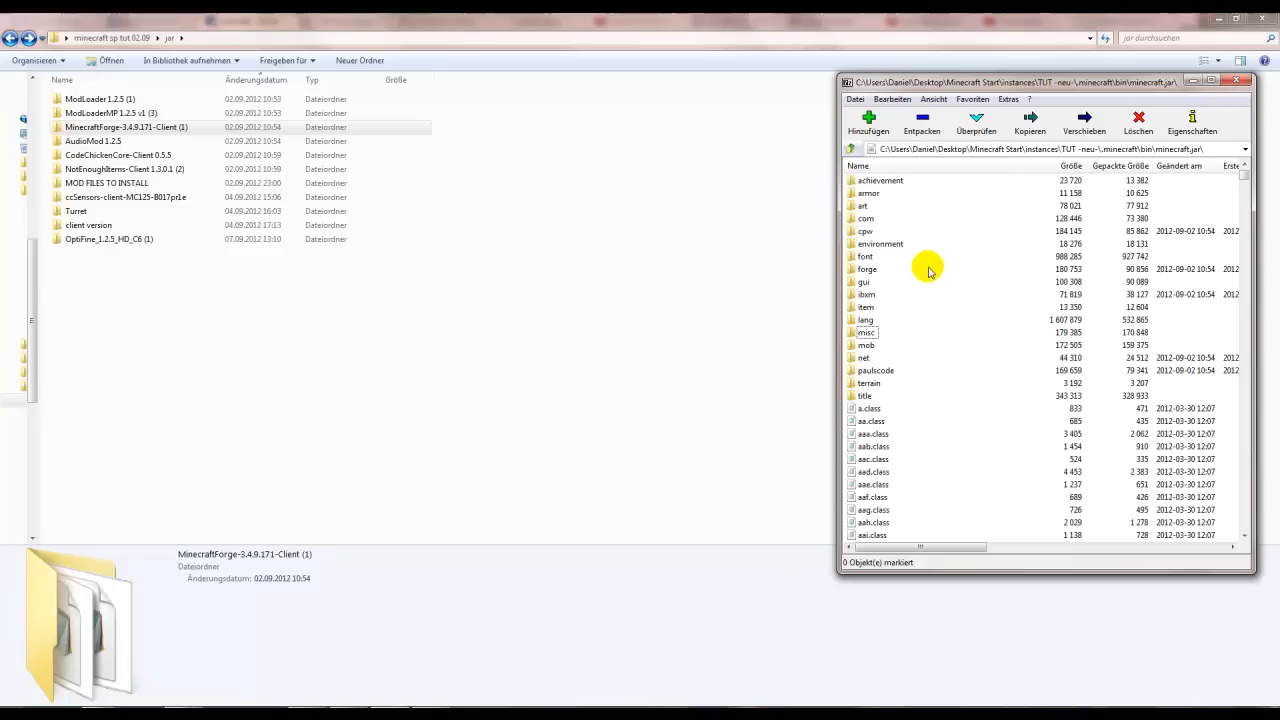 minecraft sp tut 02.09 jar
jar durchsuchen
Organisieren Öffnen In Bibliothek aufnehmen Freigeben für Neuer Ordner
Name Änderungsdatum Typ Größe
ModLoader 1.2.5 (1) 02.09.2012 10:53 Dateiordner
ModLoaderMP 1.2.5 v1 (3) 02.09.2012 10:53 Dateiordner
MinecraftForge-3.4.9.171-Client (1) 02.09.2012 10:54 Dateiordner
AudioMod 1.2.5 02.09.2012 10:54 Dateiordner
CodeChickenCore-Client 0.5.5 02.09.2012 10:59 Dateiordner
NotEnoughItems-Client 1.3.0.1 (2) 02.09.2012 10:59 Dateiordner
MOD FILES TO INSTALL 02.09.2012 23:00 Dateiordner
ccSensors-client-MC125-B017pr1e 04.09.2012 15:06 Dateiordner
Turret 04.09.2012 16:03 Dateiordner
client version 04.09.2012 17:13 Dateiordner
OptiFine_1.2.5_HD_C6 (1) 07.09.2012 13:10 Dateiordner
MinecraftForge-3.4.9.171-Client (1)
Dateiordner
Änderungsdatum: 02.09.2012 10:54
C:\Users\Daniel\Desktop\Minecraft Start\instances\TUT -neu-\.minecraft\bin\minecraft.jar\
Datei Bearbeiten Ansicht Favoriten Extras ?
Hinzufügen Entpacken Überprüfen Kopieren Verschieben Löschen Eigenschaften
C:\Users\Daniel\Desktop\Minecraft Start\instances\TUT -neu-\.minecraft\bin\minecraft.jar\
Name Größe Gepackte Größe Geändert am Erste
achievement 23 720 13 382
armor 11 158 10 625
art 78 021 77 912
com 128 446 73 380
cpw 184 145 85 862 2012-09-02 10:54 2012
environment 18 276 18 131
font 988 285 927 742
forge 180 753 90 856 2012-09-02 10:54 2012
gui 100 308 90 089
ibxm 71 819 38 127 2012-09-02 10:54 2012
item 13 350 12 604
lang 1 607 879 532 865
misc 179 385 170 848
mob 172 505 159 375
net 44 310 24 512 2012-09-02 10:54 2012
paulscode 169 659 79 341 2012-09-02 10:54 2012
terrain 3 192 3 207
title 343 313 328 933
a.class 833 471 2012-03-30 12:07
aa.class 685 435 2012-03-30 12:07
aaa.class 3 405 2 062 2012-03-30 12:07
aab.class 1 454 910 2012-03-30 12:07
aac.class 524 335 2012-03-30 12:07
aad.class 4 453 2 383 2012-03-30 12:07
aae.class 1 237 651 2012-03-30 12:07
aaf.class 689 426 2012-03-30 12:07
aag.class 726 495 2012-03-30 12:07
aah.class 2 029 1 278 2012-03-30 12:07
aai.class 1 138 728 2012-03-30 12:07
0 Objekt(e) markiert